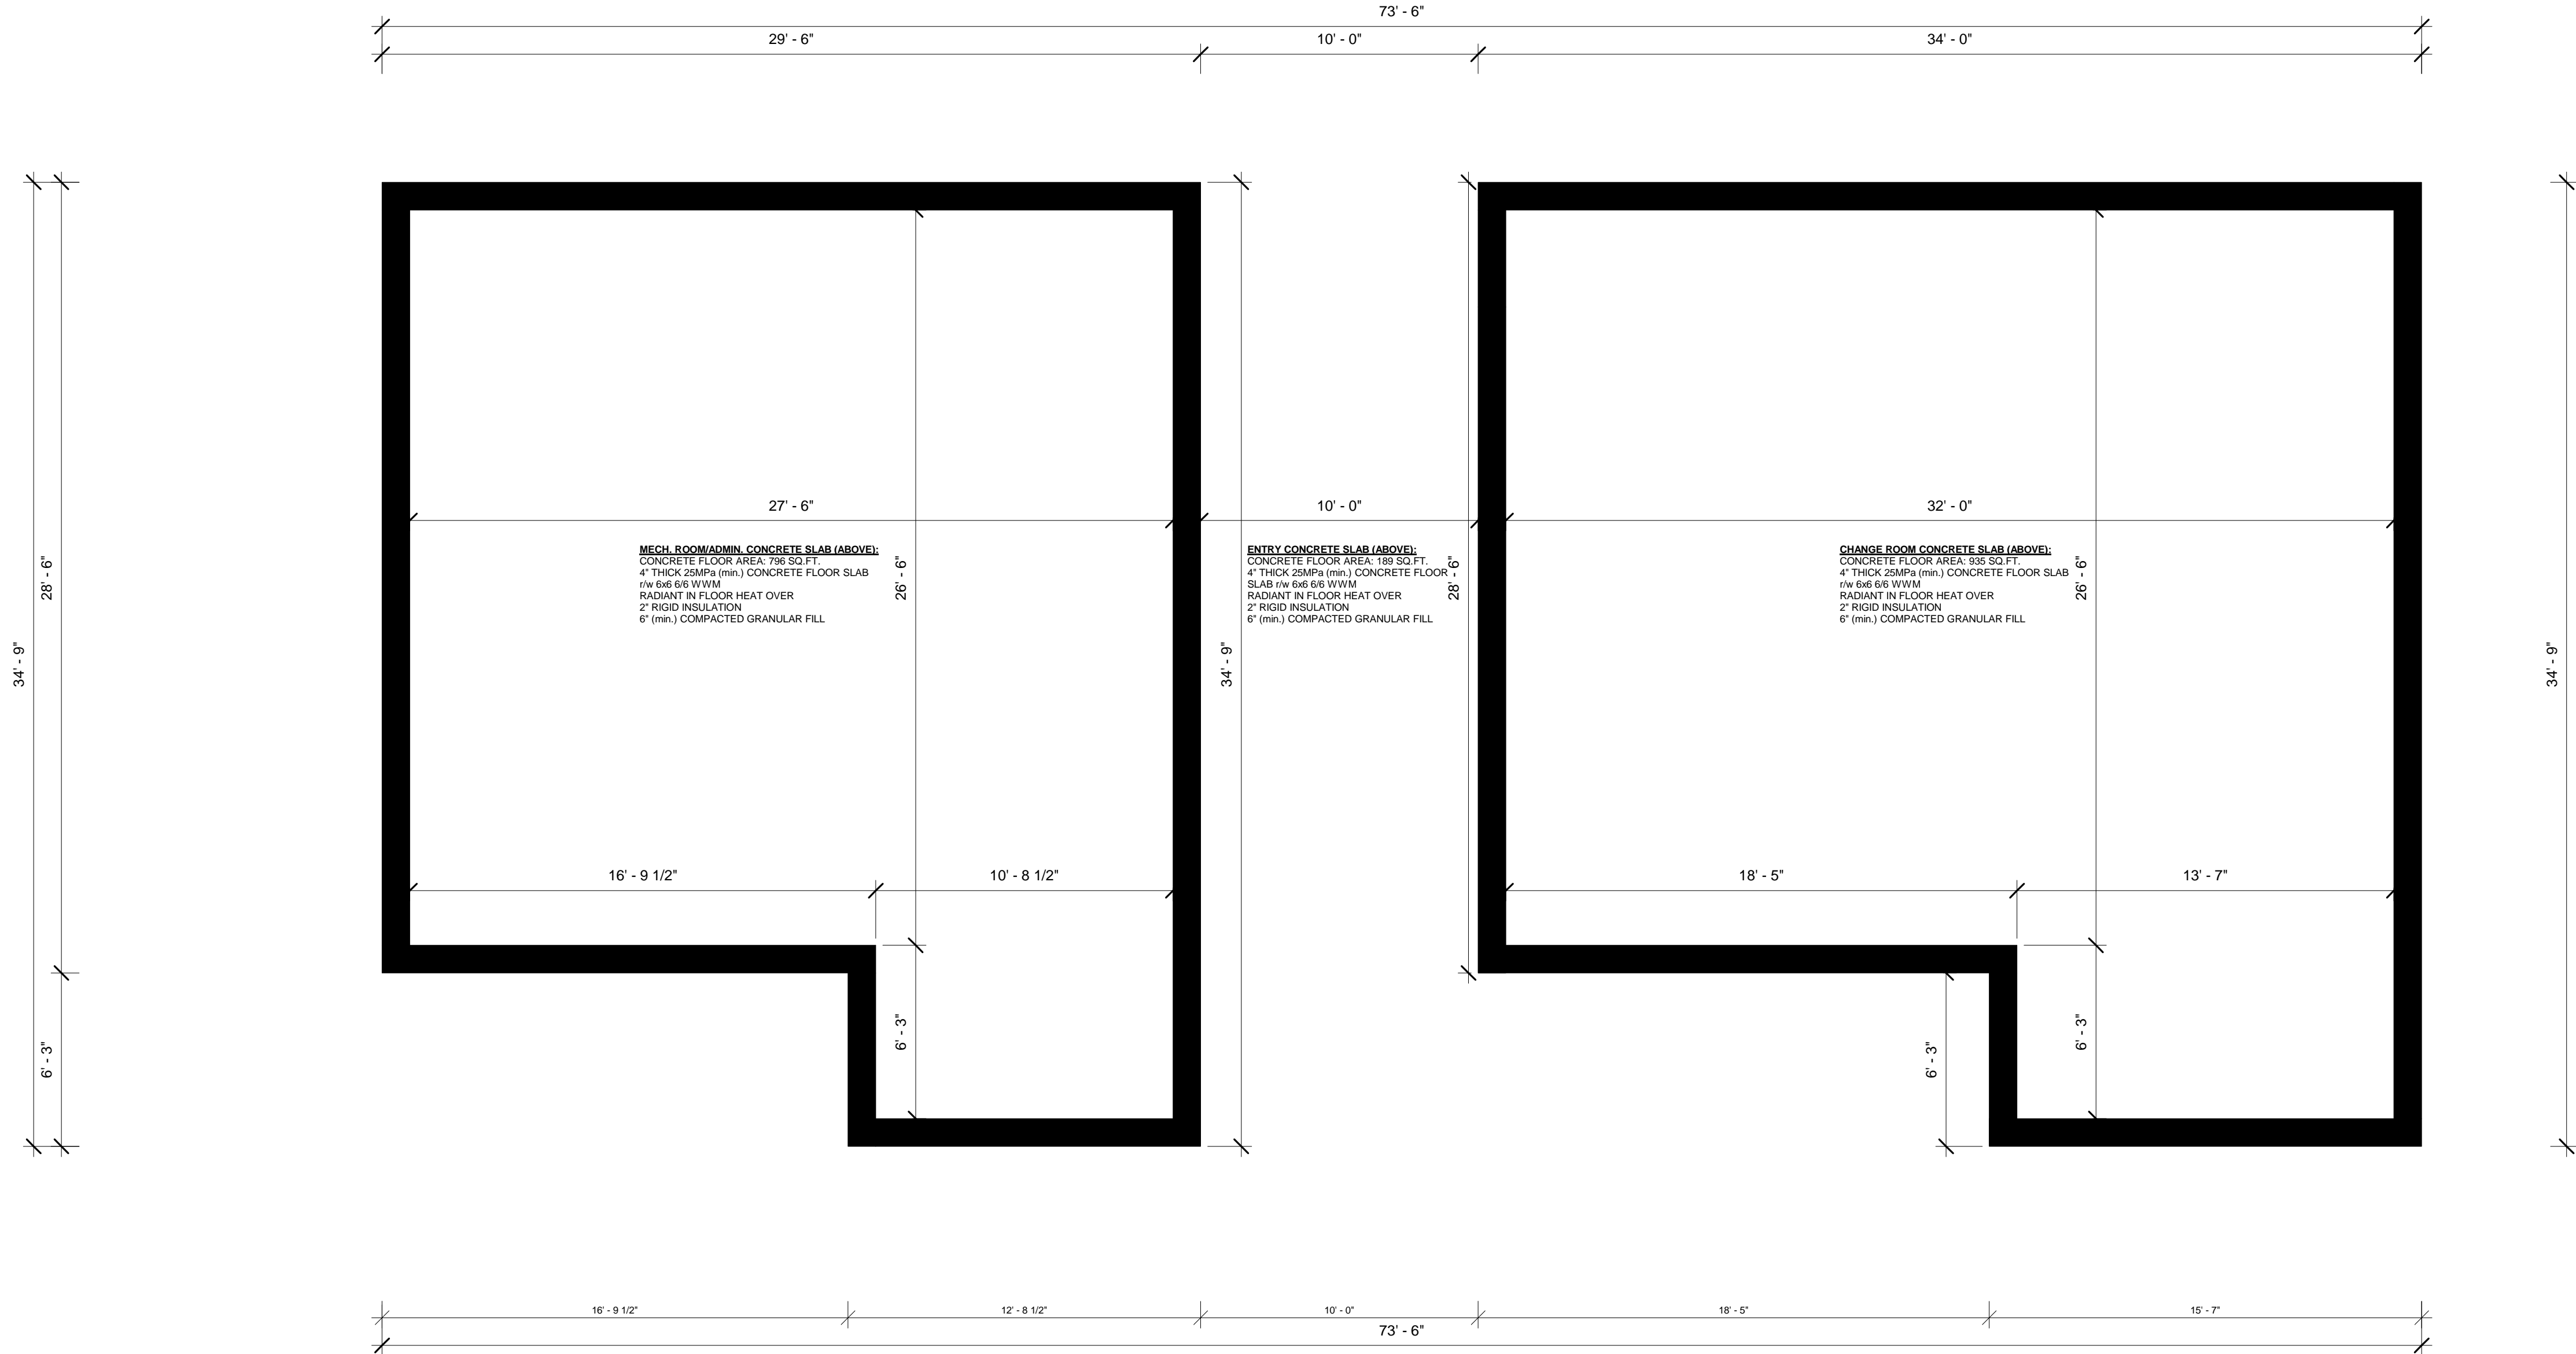 73' - 6"
29' - 6"
10' - 0"
34' - 0"
34' - 9"
28' - 6"
6' - 3"
27' - 6"
10' - 0"
32' - 0"
MECH. ROOM/ADMIN. CONCRETE SLAB (ABOVE):
CONCRETE FLOOR AREA: 796 SQ.FT.
4" THICK 25MPa (min.) CONCRETE FLOOR SLAB
r/w 6x6 6/6 WWM
RADIANT IN FLOOR HEAT OVER
2" RIGID INSULATION
6" (min.) COMPACTED GRANULAR FILL
26' - 6"
34' - 9"
ENTRY CONCRETE SLAB (ABOVE):
CONCRETE FLOOR AREA: 189 SQ.FT.
4" THICK 25MPa (min.) CONCRETE FLOOR
SLAB r/w 6x6 6/6 WWM
RADIANT IN FLOOR HEAT OVER
2" RIGID INSULATION
6" (min.) COMPACTED GRANULAR FILL
28' - 6"
CHANGE ROOM CONCRETE SLAB (ABOVE):
CONCRETE FLOOR AREA: 935 SQ.FT.
4" THICK 25MPa (min.) CONCRETE FLOOR SLAB
r/w 6x6 6/6 WWM
RADIANT IN FLOOR HEAT OVER
2" RIGID INSULATION
6" (min.) COMPACTED GRANULAR FILL
26' - 6"
34' - 9"
16' - 9 1/2"
10' - 8 1/2"
18' - 5"
13' - 7"
6' - 3"
6' - 3"
6' - 3"
16' - 9 1/2"
12' - 8 1/2"
10' - 0"
18' - 5"
15' - 7"
73' - 6"